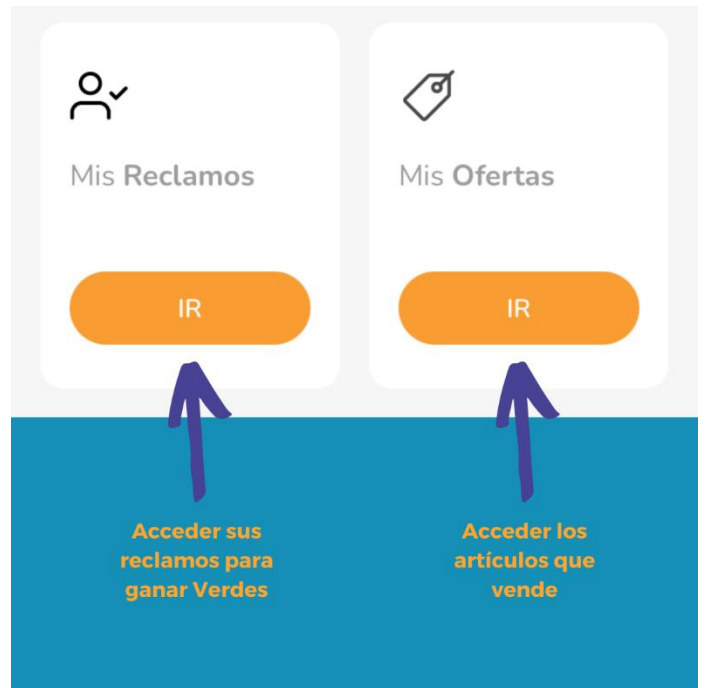 Mis Reclamos
Mis Ofertas
IR
IR
Acceder sus
reclamos para
ganar Verdes
Acceder los
artículos que
vende